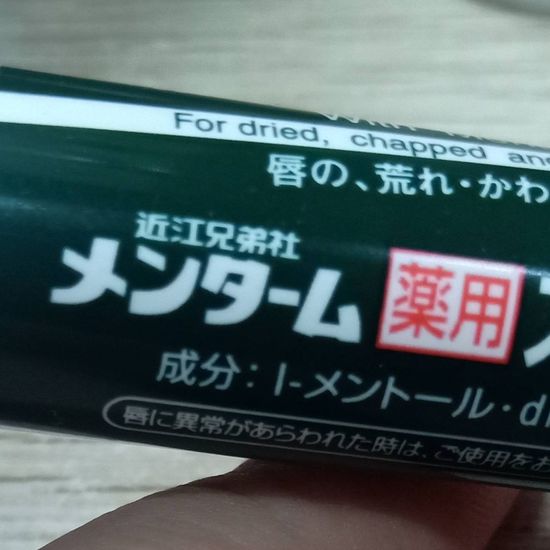 For dried, chapped and
唇の、荒れ・かわ
近江兄弟社
メンターム 薬用
成分：l-メントール・dl
唇に異常があらわれた時は、ご使用をお